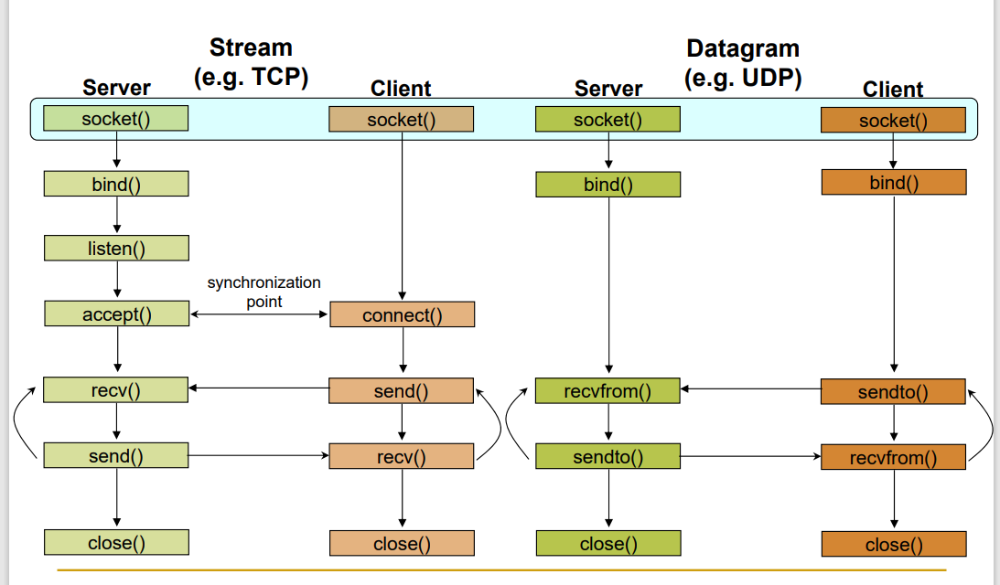 Stream
(e.g. TCP)
Datagram
(e.g. UDP)
Server
Client
Server
Client
socket()
socket()
socket()
socket()
bind()
bind()
bind()
listen()
synchronization
point
accept()
connect()
recv()
send()
recvfrom()
sendto()
send()
recv()
sendto()
recvfrom()
close()
close()
close()
close()